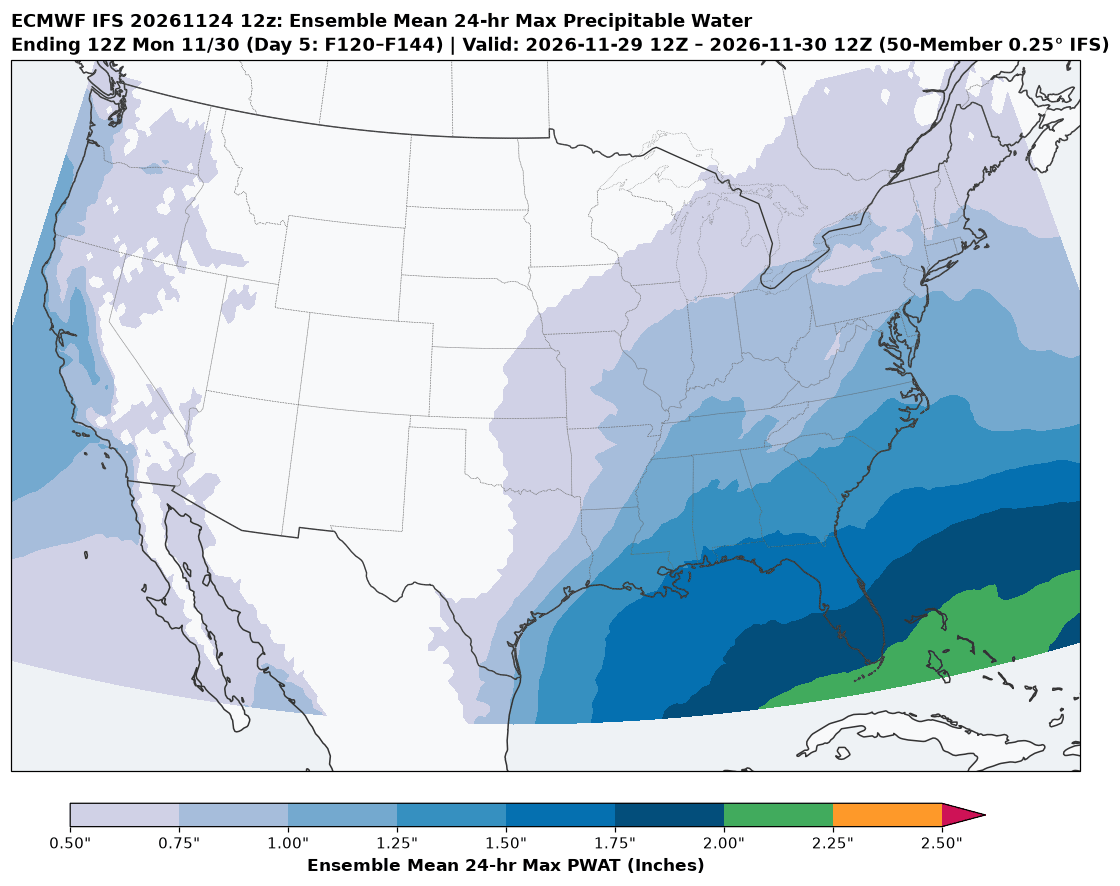 ECMWF IFS 20261124 12z: Ensemble Mean 24-hr Max Precipitable Water
Ending 12Z Mon 11/30 (Day 5: F120–F144) | Valid: 2026-11-29 12Z – 2026-11-30 12Z (50-Member 0.25° IFS)
0.50" 0.75" 1.00" 1.25" 1.50" 1.75" 2.00" 2.25" 2.50"
Ensemble Mean 24-hr Max PWAT (Inches)